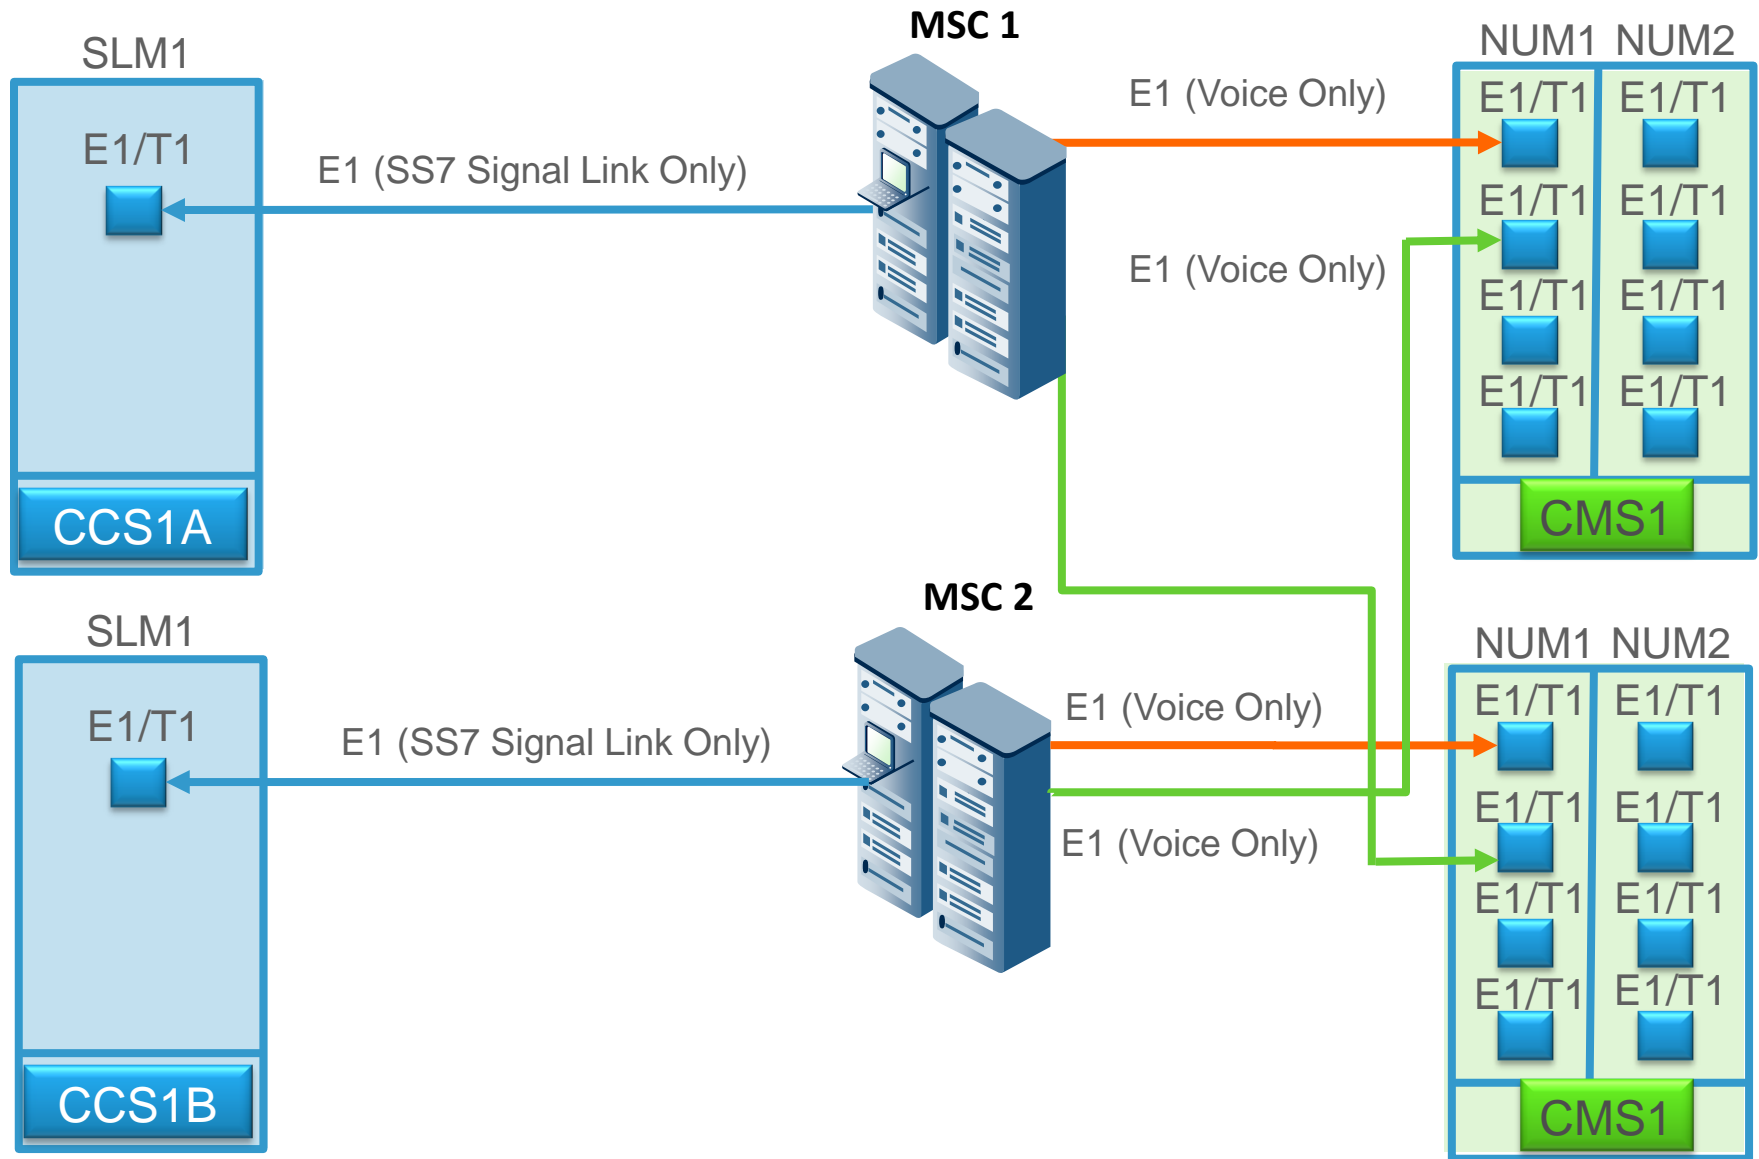 MSC 1
SLM1
NUM1 NUM2
E1/T1
E1 (SS7 Signal Link Only)
E1 (Voice Only)
E1 (Voice Only)
E1/T1 E1/T1
E1/T1 E1/T1
E1/T1 E1/T1
E1/T1 E1/T1
CCS1A
CMS1
MSC 2
SLM1
NUM1 NUM2
E1/T1
E1 (SS7 Signal Link Only)
E1 (Voice Only)
E1 (Voice Only)
E1/T1 E1/T1
E1/T1 E1/T1
E1/T1 E1/T1
E1/T1 E1/T1
CCS1B
CMS1